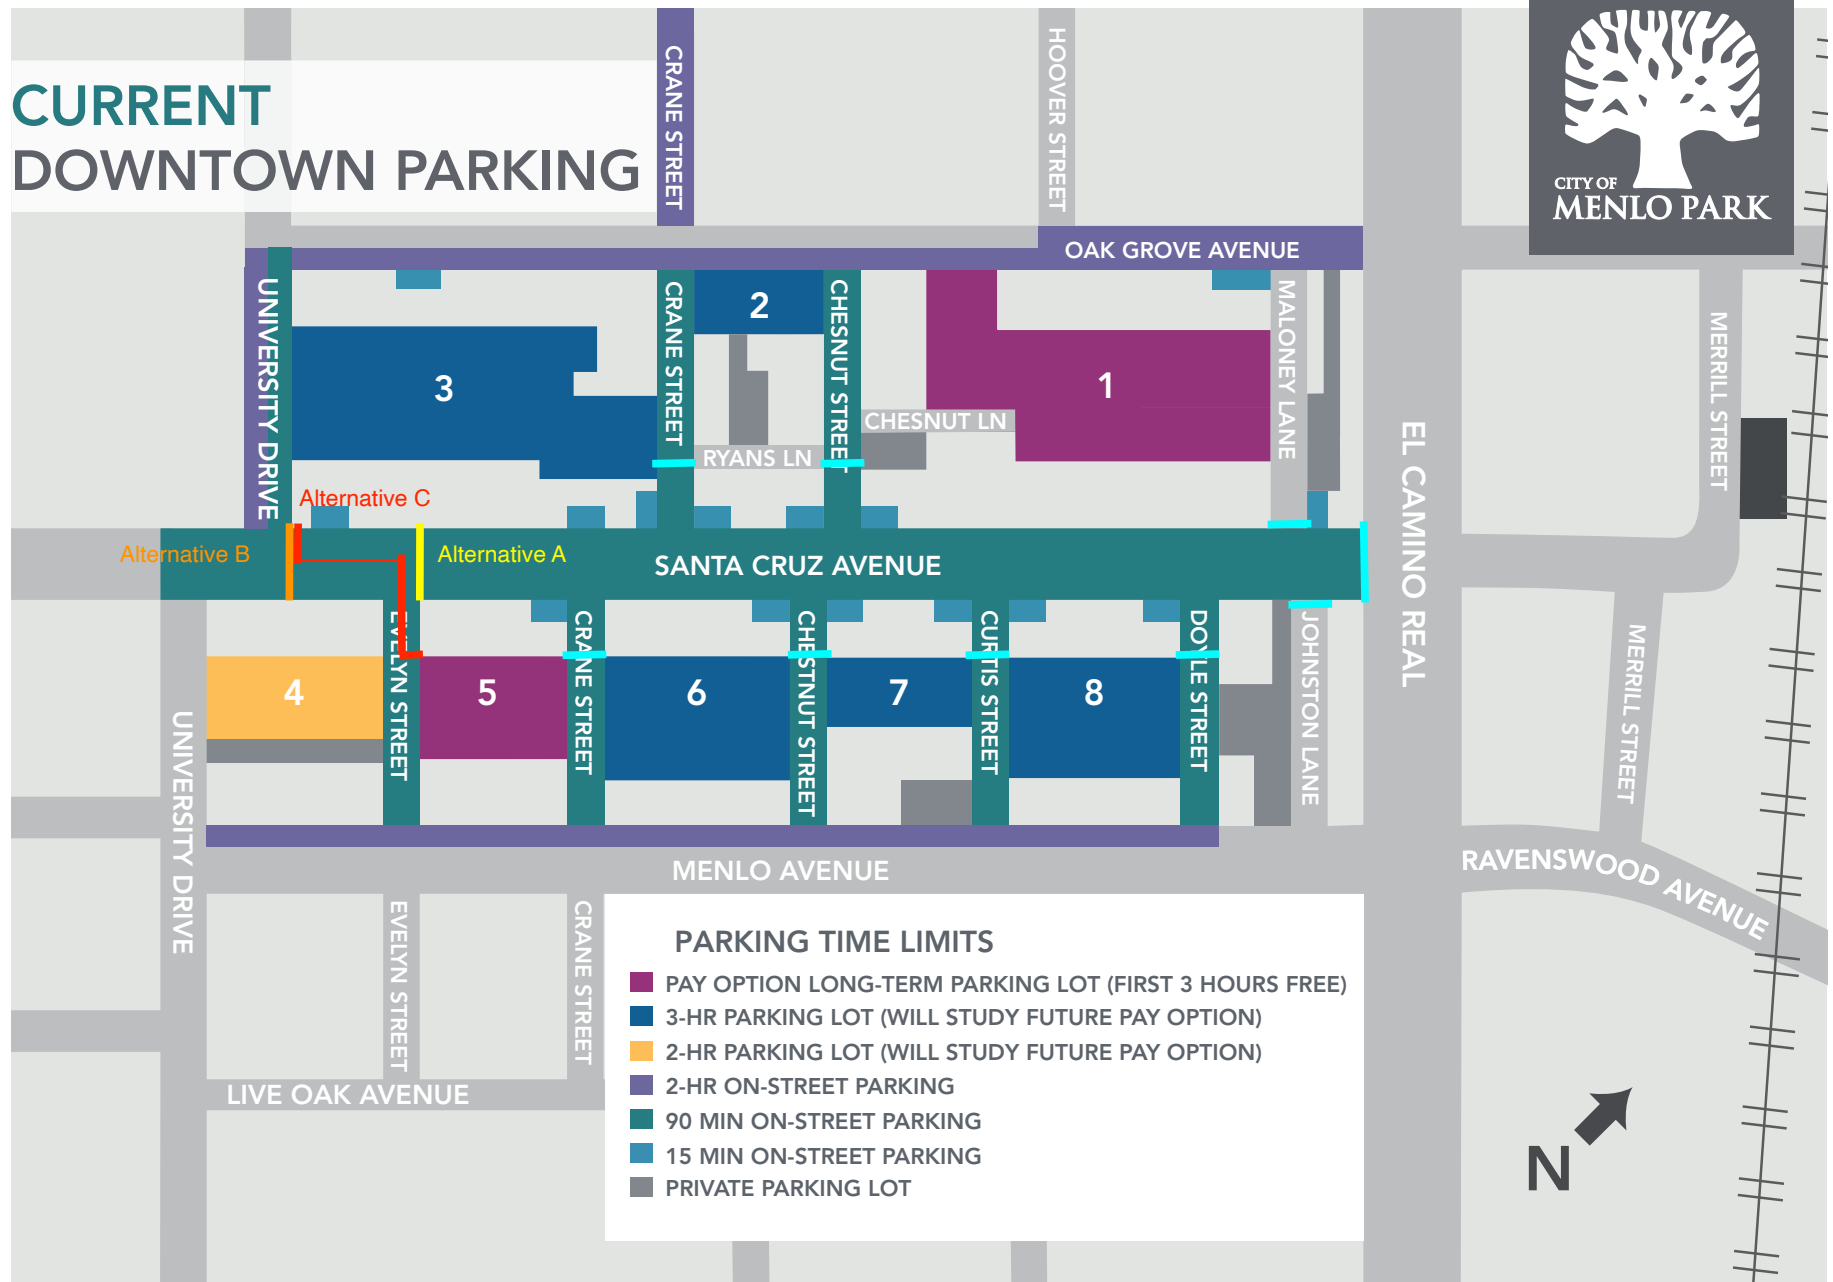 CURRENT
DOWNTOWN PARKING
CRANE STREET
HOOVER STREET
CITY OF
MENLO PARK
OAK GROVE AVENUE
UNIVERSITY DRIVE
3
CRANE STREET
2
CHESNUT STREET
1
MALONEY LANE
CHESNUT LN
RYANS LN
EL CAMINO REAL
MERRILL STREET
Alternative C
Alternative B
Alternative A
SANTA CRUZ AVENUE
EVELYN STREET
CRANE STREET
CHESTNUT STREET
CURTIS STREET
DOYLE STREET
JOHNSTON LANE
MERRILL STREET
4
5
6
7
8
UNIVERSITY DRIVE
MENLO AVENUE
RAVENSWOOD AVENUE
EVELYN STREET
CRANE STREET
LIVE OAK AVENUE
PARKING TIME LIMITS
PAY OPTION LONG-TERM PARKING LOT (FIRST 3 HOURS FREE)
3-HR PARKING LOT (WILL STUDY FUTURE PAY OPTION)
2-HR PARKING LOT (WILL STUDY FUTURE PAY OPTION)
2-HR ON-STREET PARKING
90 MIN ON-STREET PARKING
15 MIN ON-STREET PARKING
PRIVATE PARKING LOT
N